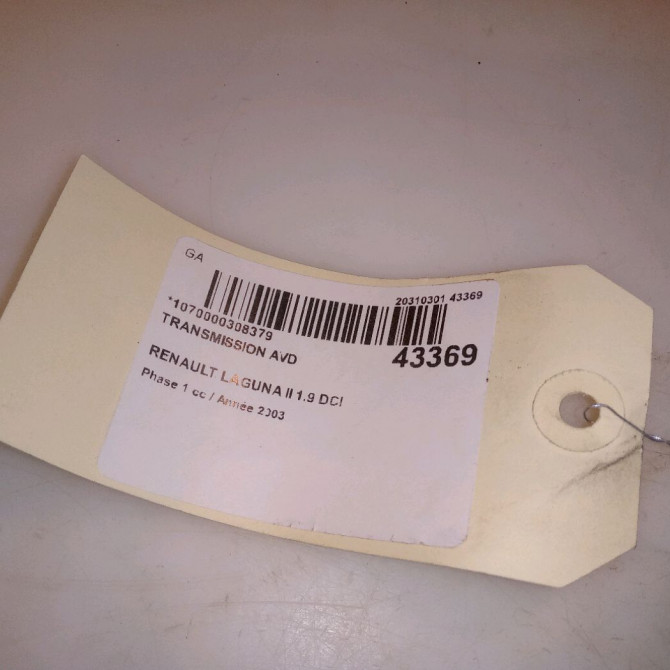 GA
20310301 43369
*1070000308379
TRANSMISSION AVD
43369
RENAULT LAGUNA II 1.9 DCI
Phase 1 cc / Année 2003